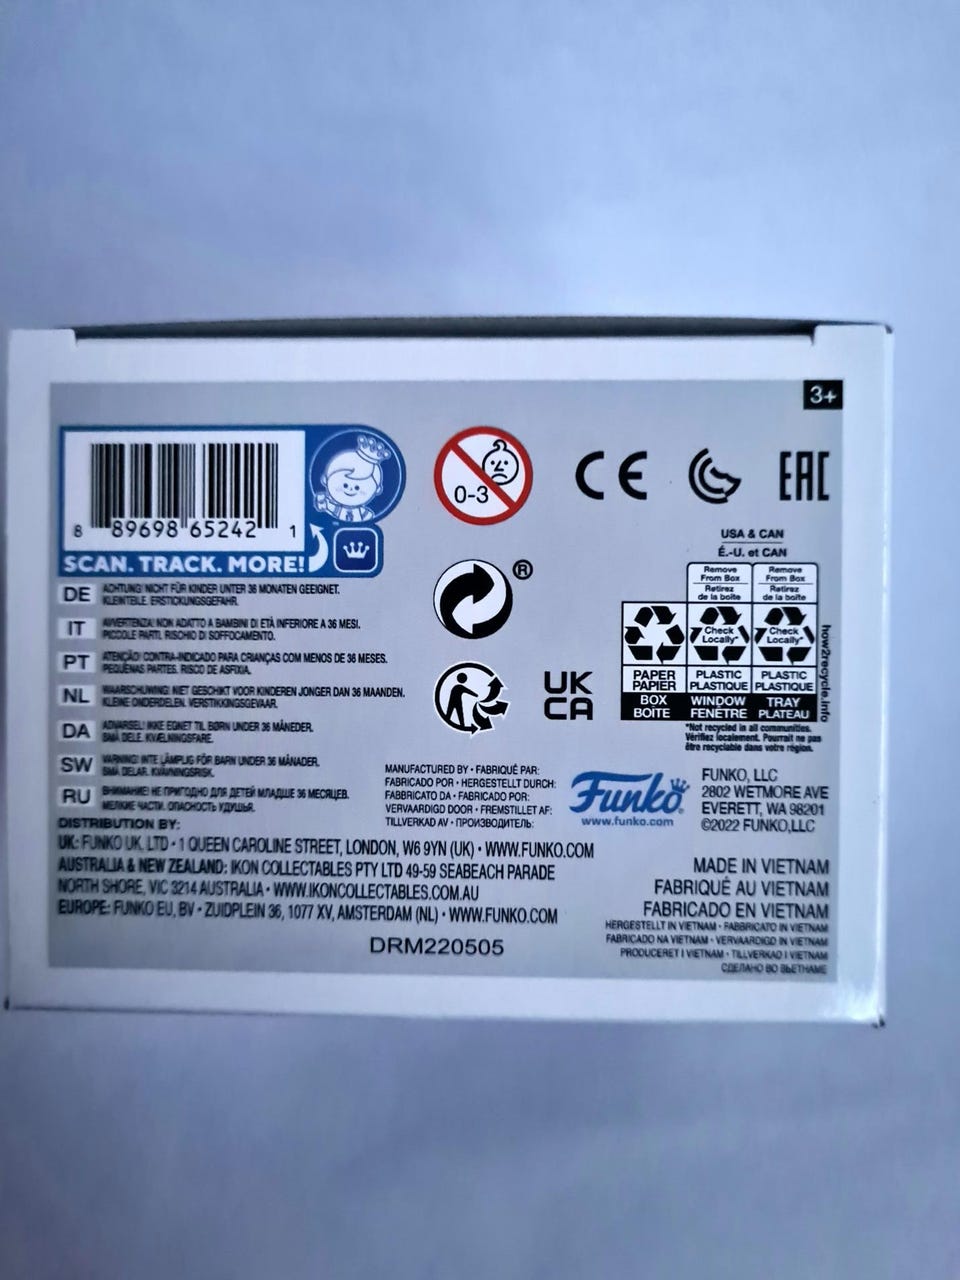 3+
8 89698 65242 1
SCAN. TRACK. MORE!
0-3
CE
EAC
®
UK
CA
USA & CAN
É.-U. et CAN
Remove
From Box
Retirez
de la boîte
Remove
From Box
Retirez
de la boîte
Check
Locally*
Check
Locally*
PAPER
PAPIER
PLASTIC
PLASTIQUE
PLASTIC
PLASTIQUE
BOX
BOÎTE
WINDOW
FENÊTRE
TRAY
PLATEAU
how2recycle.info
*Not recycled in all communities.
Vérifiez localement. Pourrait ne pas
être recyclable dans votre région.
DE ACHTUNG! NICHT FÜR KINDER UNTER 36 MONATEN GEEIGNET.
KLEINTEILE. ERSTICKUNGSGEFAHR.
IT AVVERTENZA: NON ADATTO A BAMBINI DI ETÀ INFERIORE A 36 MESI.
PICCOLE PARTI. RISCHIO DI SOFFOCAMENTO.
PT ATENÇÃO! CONTRA-INDICADO PARA CRIANÇAS COM MENOS DE 36 MESES.
PEQUENAS PARTES. RISCO DE ASFIXIA.
NL WAARSCHUWING: NIET GESCHIKT VOOR KINDEREN JONGER DAN 36 MAANDEN.
KLEINE ONDERDELEN. VERSTIKKINGSGEVAAR.
DA ADVARSEL! IKKE EGNET TIL BØRN UNDER 36 MÅNEDER.
SMÅ DELE. KVÆLNINGSFARE.
SW VARNING! INTE LÄMPLIG FÖR BARN UNDER 36 MÅNADER.
SMÅ DELAR. KVÄVNINGSRISK.
RU ВНИМАНИЕ! НЕ ПРИГОДНО ДЛЯ ДЕТЕЙ МЛАДШЕ 36 МЕСЯЦЕВ.
МЕЛКИЕ ЧАСТИ. ОПАСНОСТЬ УДУШЬЯ.
MANUFACTURED BY • FABRIQUÉ PAR:
FABRICADO POR • HERGESTELLT DURCH:
FABBRICATO DA • FABRICADO POR:
VERVAARDIGD DOOR • FREMSTILLET AF:
TILLVERKAD AV • ПРОИЗВОДИТЕЛЬ:
Funko
www.funko.com
FUNKO, LLC
2802 WETMORE AVE
EVERETT, WA 98201
©2022 FUNKO,LLC
DISTRIBUTION BY:
UK: FUNKO UK, LTD • 1 QUEEN CAROLINE STREET, LONDON, W6 9YN (UK) • WWW.FUNKO.COM
AUSTRALIA & NEW ZEALAND: IKON COLLECTABLES PTY LTD 49-59 SEABEACH PARADE
NORTH SHORE, VIC 3214 AUSTRALIA • WWW.IKONCOLLECTABLES.COM.AU
EUROPE: FUNKO EU, BV • ZUIDPLEIN 36, 1077 XV, AMSTERDAM (NL) • WWW.FUNKO.COM
DRM220505
MADE IN VIETNAM
FABRIQUÉ AU VIETNAM
FABRICADO EN VIETNAM
HERGESTELLT IN VIETNAM • FABBRICATO IN VIETNAM
FABRICADO NA VIETNAM • VERVAARDIGD IN VIETNAM
PRODUCERET I VIETNAM • TILLVERKAD I VIETNAM
СДЕЛАНО ВО ВЬЕТНАМЕ